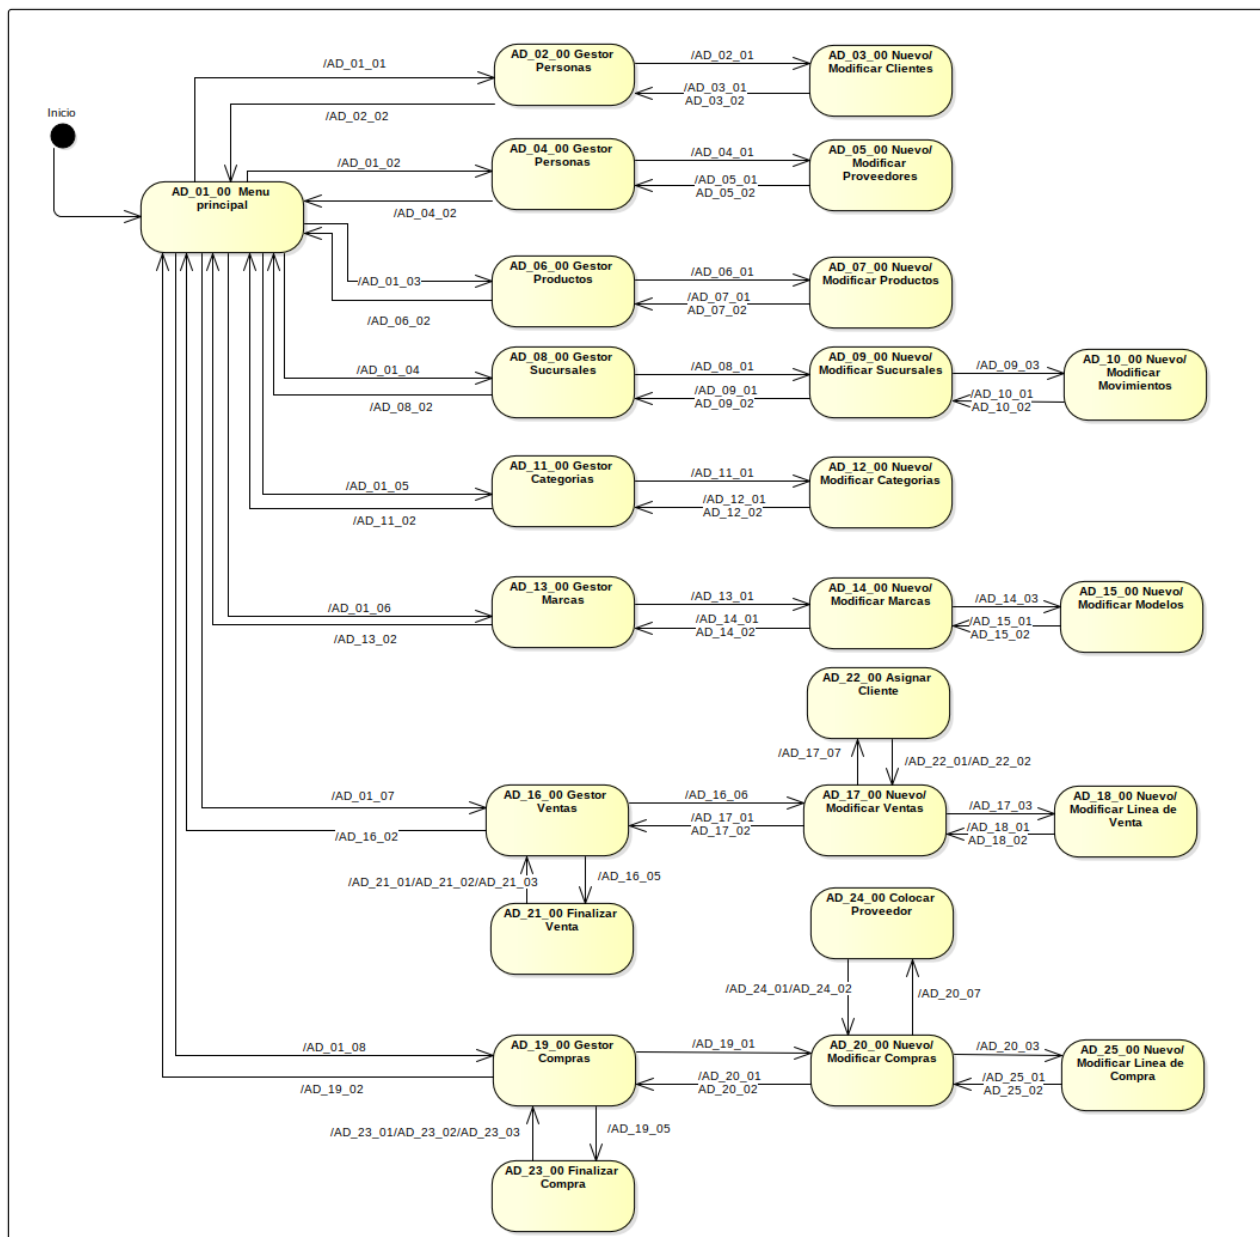 Inicio
AD_01_00  Menu
principal
/AD_01_01
/AD_02_02
AD_02_00 Gestor
Personas
/AD_02_01
/AD_03_01
AD_03_02
AD_03_00 Nuevo/
Modificar Clientes
/AD_01_02
/AD_04_02
AD_04_00 Gestor
Personas
/AD_04_01
/AD_05_01
AD_05_02
AD_05_00 Nuevo/
Modificar
Proveedores
/AD_01_03
/AD_06_02
AD_06_00 Gestor
Productos
/AD_06_01
/AD_07_01
AD_07_02
AD_07_00 Nuevo/
Modificar Productos
/AD_01_04
/AD_08_02
AD_08_00 Gestor
Sucursales
/AD_08_01
/AD_09_01
AD_09_02
AD_09_00 Nuevo/
Modificar Sucursales
/AD_09_03
/AD_10_01
AD_10_02
AD_10_00 Nuevo/
Modificar
Movimientos
/AD_01_05
/AD_11_02
AD_11_00 Gestor
Categorias
/AD_11_01
/AD_12_01
AD_12_02
AD_12_00 Nuevo/
Modificar Categorias
/AD_01_06
/AD_13_02
AD_13_00 Gestor
Marcas
/AD_13_01
/AD_14_01
AD_14_02
AD_14_00 Nuevo/
Modificar Marcas
/AD_14_03
/AD_15_01
AD_15_02
AD_15_00 Nuevo/
Modificar Modelos
AD_22_00 Asignar
Cliente
/AD_17_07
/AD_22_01/AD_22_02
/AD_01_07
/AD_16_02
AD_16_00 Gestor
Ventas
/AD_16_06
/AD_17_01
AD_17_02
AD_17_00 Nuevo/
Modificar Ventas
/AD_17_03
/AD_18_01
AD_18_02
AD_18_00 Nuevo/
Modificar Linea de
Venta
/AD_21_01/AD_21_02/AD_21_03
/AD_16_05
AD_21_00 Finalizar
Venta
AD_24_00 Colocar
Proveedor
/AD_24_01/AD_24_02
/AD_20_07
/AD_01_08
/AD_19_02
AD_19_00 Gestor
Compras
/AD_19_01
/AD_20_01
AD_20_02
AD_20_00 Nuevo/
Modificar Compras
/AD_20_03
/AD_25_01
AD_25_02
AD_25_00 Nuevo/
Modificar Linea de
Compra
/AD_23_01/AD_23_02/AD_23_03
/AD_19_05
AD_23_00 Finalizar
Compra